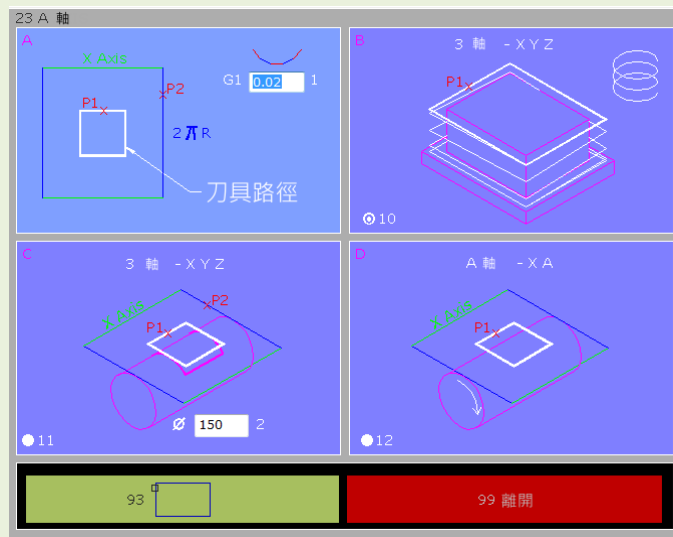 23 A 軸
A
X Axis
G1 0.02 1
P1
P2
2πR
刀具路徑
B
3 軸 -XYZ
P1
10
C
3 軸 -XYZ
X Axis
P1
P2
Ø 150 2
11
D
A 軸 -XA
X Axis
P1
12
93
99 離開